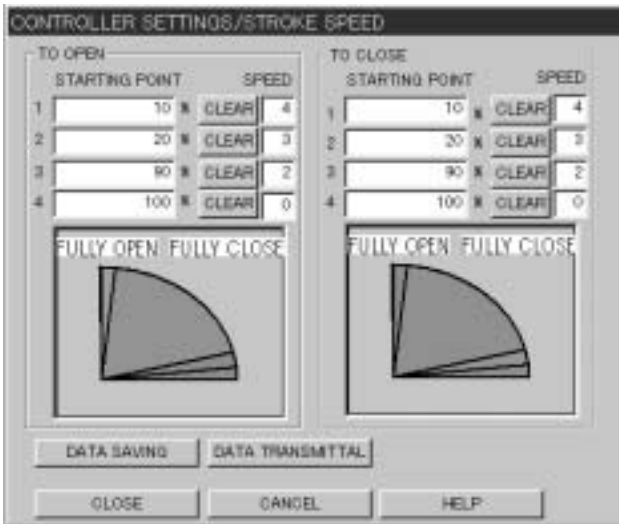 CONTROLLER SETTINGS/STROKE SPEED
TO OPEN
STARTING POINT SPEED
1 10 % CLEAR 4
2 20 % CLEAR 3
3 90 % CLEAR 2
4 100 % CLEAR 0
FULLY OPEN FULLY CLOSE
TO CLOSE
STARTING POINT SPEED
1 10 % CLEAR 4
2 20 % CLEAR 3
3 90 % CLEAR 2
4 100 % CLEAR 0
FULLY OPEN FULLY CLOSE
DATA SAVING DATA TRANSMITTAL
CLOSE CANCEL HELP